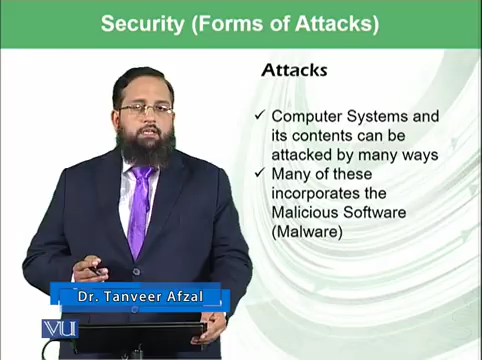 Security (Forms of Attacks)
Attacks
✓ Computer Systems and
its contents can be
attacked by many ways
✓ Many of these
incorporates the
Malicious Software
(Malware)
Dr. Tanveer Afzal
VU